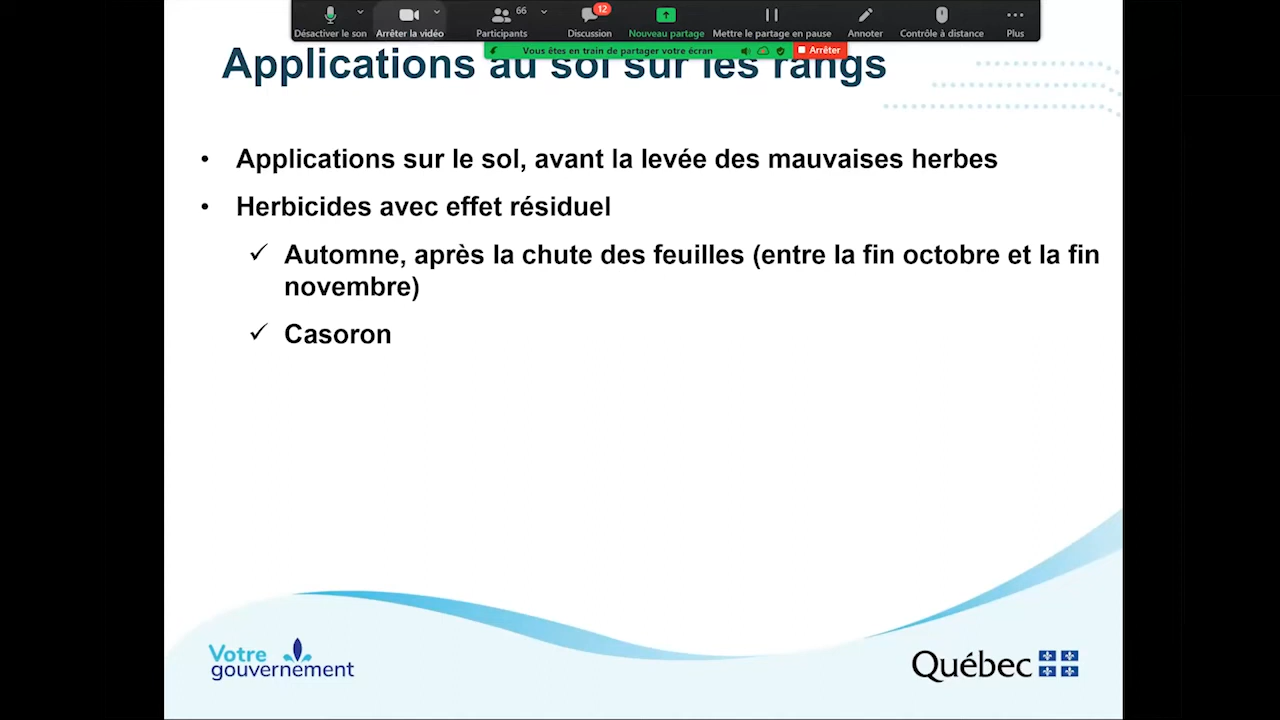 66
12
Désactiver le son
Arrêter la vidéo
Participants
Discussion
Nouveau partage
Mettre le partage en pause
Annoter
Contrôle à distance
Plus
Vous êtes en train de partager votre écran
Arrêter
Applications au sol sur les rangs
• Applications sur le sol, avant la levée des mauvaises herbes
• Herbicides avec effet résiduel
✓ Automne, après la chute des feuilles (entre la fin octobre et la fin
novembre)
✓ Casoron
Votre
gouvernement
Québec